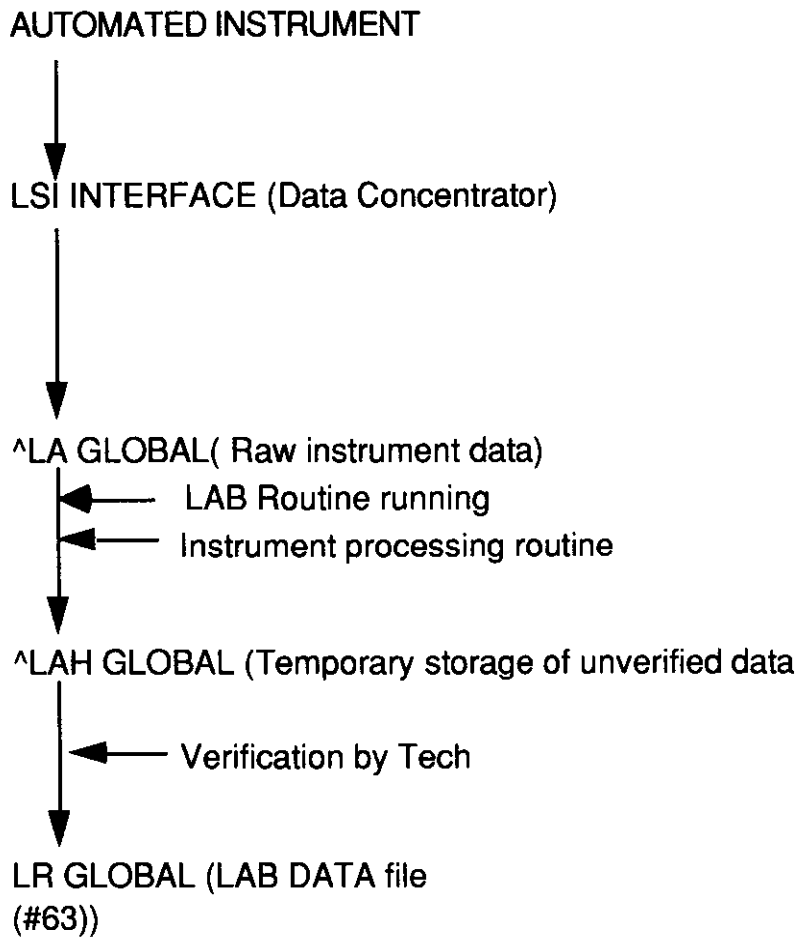 AUTOMATED INSTRUMENT
LSI INTERFACE (Data Concentrator)
^LA GLOBAL( Raw instrument data)
LAB Routine running
Instrument processing routine
^LAH GLOBAL (Temporary storage of unverified data
Verification by Tech
LR GLOBAL (LAB DATA file
(#63))